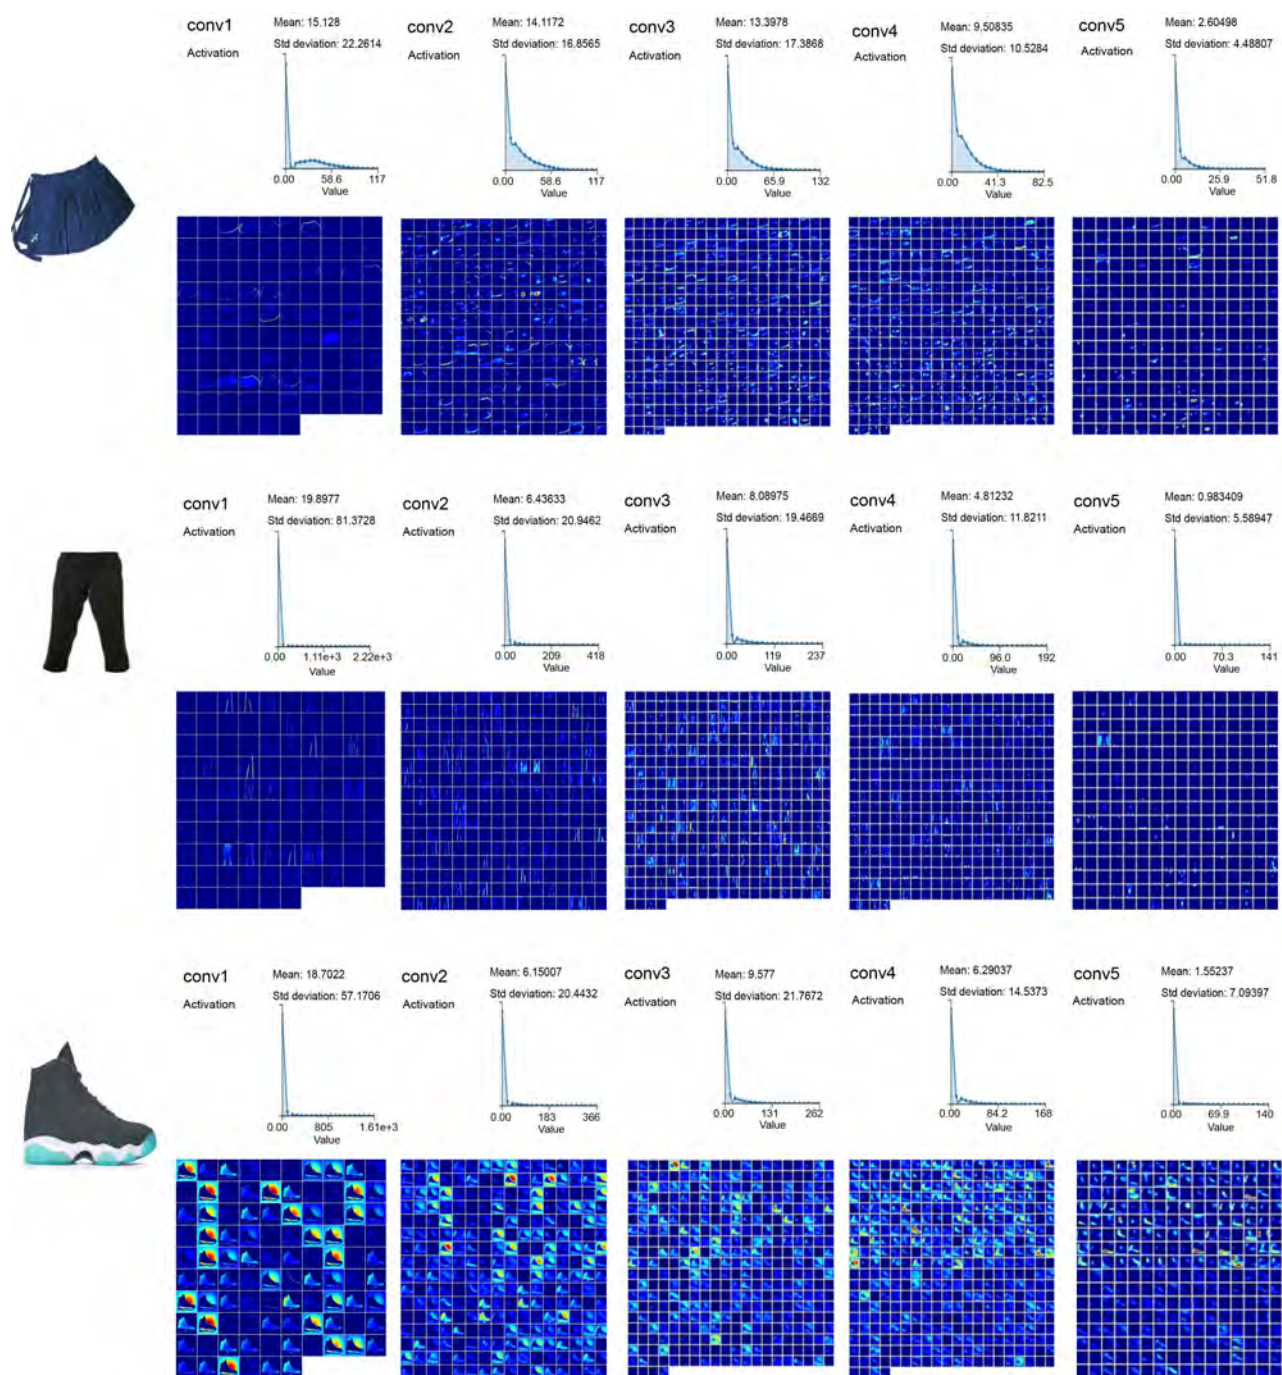 conv1 Mean: 15.128
Activation Std deviation: 22.2614
0.00 58.6 117
Value
conv2 Mean: 14.1172
Activation Std deviation: 16.8565
0.00 58.6 117
Value
conv3 Mean: 13.3978
Activation Std deviation: 17.3868
0.00 65.9 132
Value
conv4 Mean: 9.50835
Activation Std deviation: 10.5284
0.00 41.3 82.5
Value
conv5 Mean: 2.60498
Activation Std deviation: 4.48807
0.00 25.9 51.8
Value
conv1 Mean: 19.8977
Activation Std deviation: 81.3728
0.00 1.11e+3 2.22e+3
Value
conv2 Mean: 6.43633
Activation Std deviation: 20.9462
0.00 209 418
Value
conv3 Mean: 8.08975
Activation Std deviation: 19.4669
0.00 119 237
Value
conv4 Mean: 4.81232
Activation Std deviation: 11.8211
0.00 96.0 192
Value
conv5 Mean: 0.983409
Activation Std deviation: 5.58947
0.00 70.3 141
Value
conv1 Mean: 18.7022
Activation Std deviation: 57.1706
0.00 805 1.61e+3
Value
conv2 Mean: 6.15007
Activation Std deviation: 20.4432
0.00 183 366
Value
conv3 Mean: 9.577
Activation Std deviation: 21.7672
0.00 131 262
Value
conv4 Mean: 6.29037
Activation Std deviation: 14.5373
0.00 84.2 168
Value
conv5 Mean: 1.55237
Activation Std deviation: 7.09397
0.00 69.9 140
Value